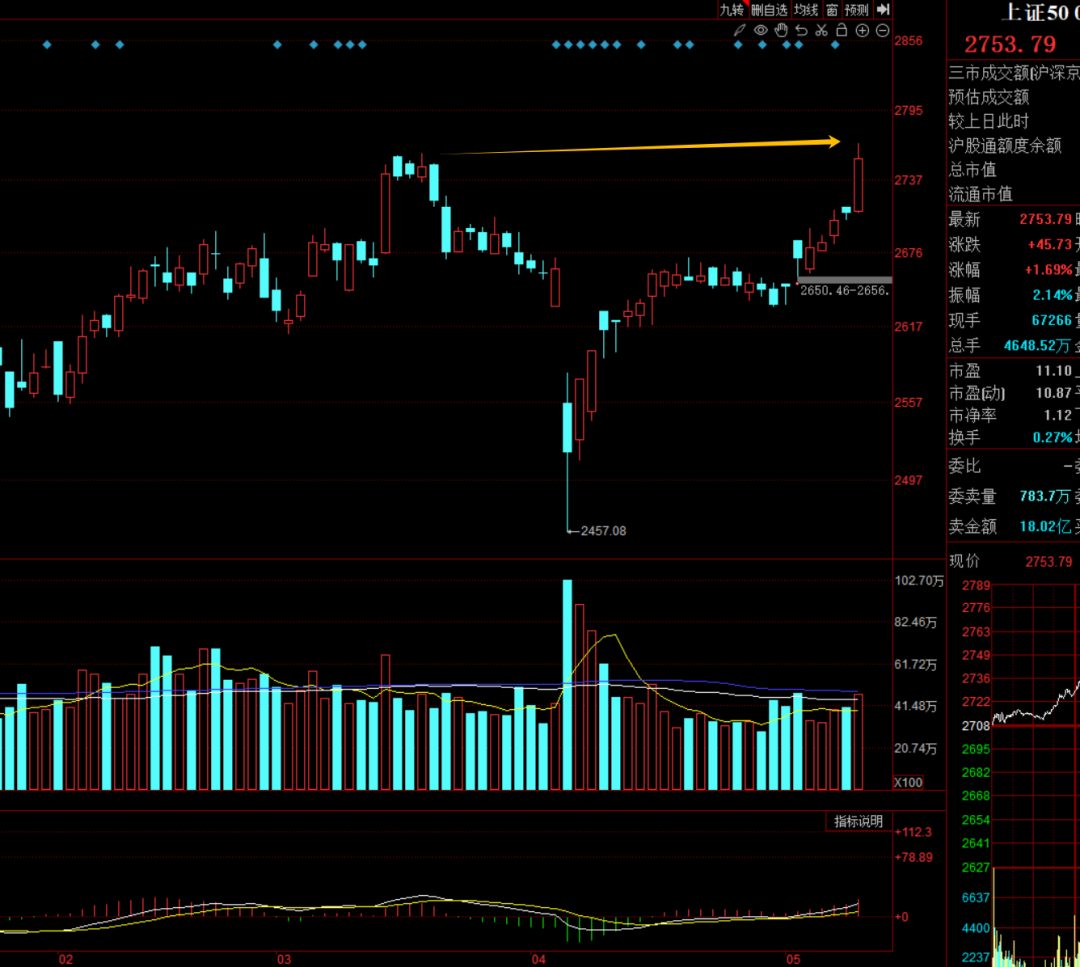 九转 删自选 均线 窗 预测
2856
2795
2737
2676
2617
2557
2497
2650.46-2656.
←2457.08
102.70万
82.46万
61.72万
41.48万
20.74万
X100
指标说明
+112.3
+78.89
+0
02
03
04
05
上证50
2753.79
三市成交额(沪深京
预估成交额
较上日此时
沪股通额度余额
总市值
流通市值
最新 2753.79
涨跌 +45.73
涨幅 +1.69%
振幅 2.14%
现手 67266
总手 4648.52万
市盈 11.10
市盈(动) 10.87
市净率 1.12
换手 0.27%
委比 —
委卖量 783.7万
卖金额 18.02亿
现价 2753.79
2789
2776
2763
2749
2736
2722
2708
2695
2682
2668
2654
2641
2627
6637
4400
2237